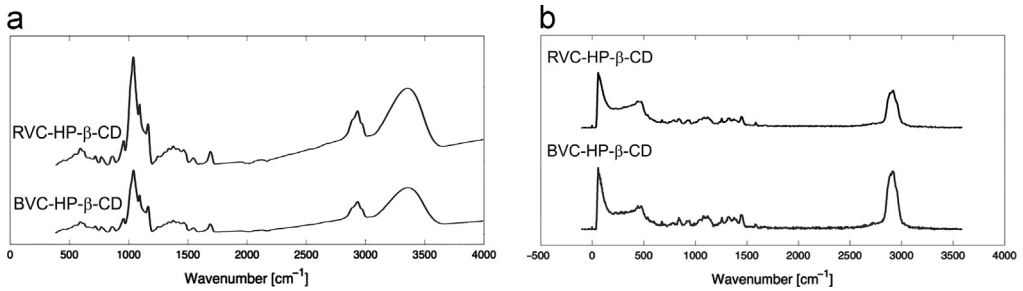 a
RVC-HP-β-CD
BVC-HP-β-CD
0 500 1000 1500 2000 2500 3000 3500 4000
Wavenumber [cm⁻¹]
b
RVC-HP-β-CD
BVC-HP-β-CD
−500 0 500 1000 1500 2000 2500 3000 3500 4000
Wavenumber [cm⁻¹]